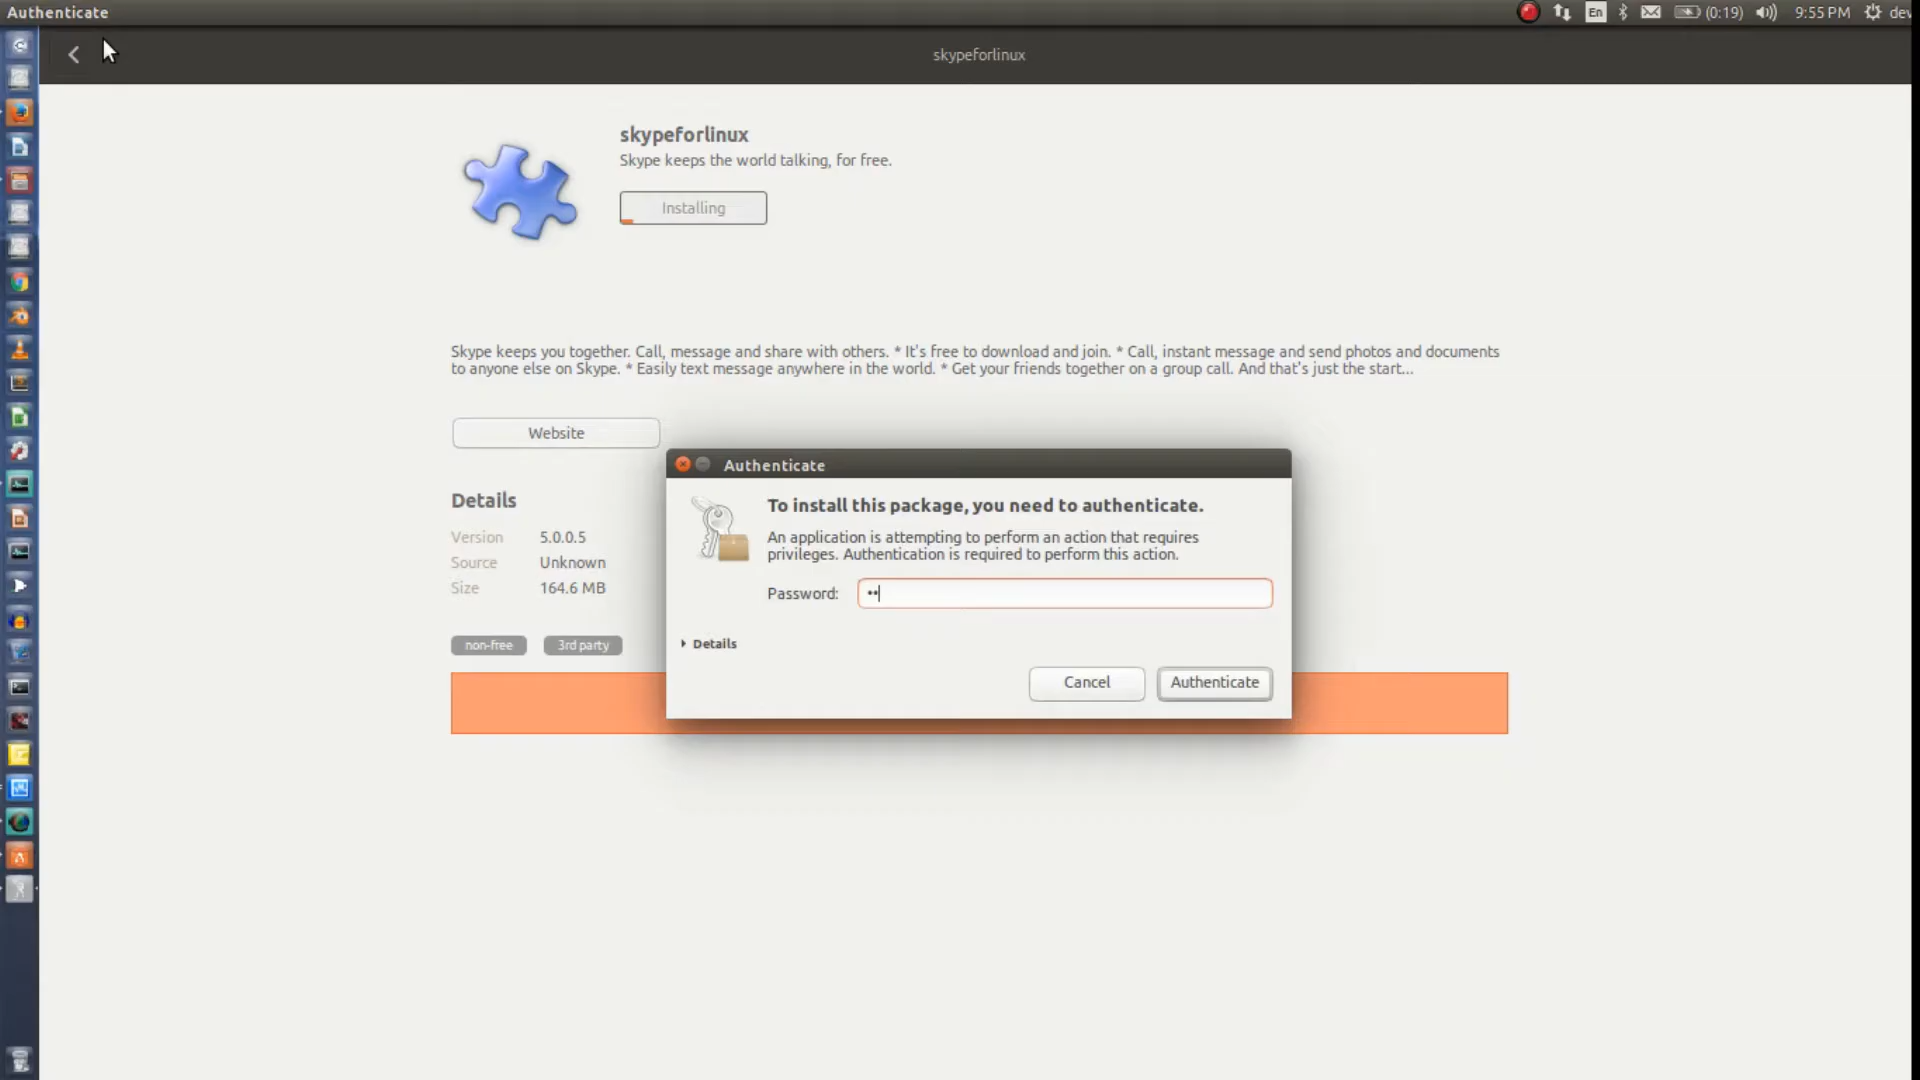 Authenticate
En
(0:19)
9:55 PM
dev
skypeforlinux
skypeforlinux
Skype keeps the world talking, for free.
Installing
Skype keeps you together. Call, message and share with others. * It's free to download and join. * Call, instant message and send photos and documents
to anyone else on Skype. * Easily text message anywhere in the world. * Get your friends together on a group call. And that's just the start...
Website
Details
Version 5.0.0.5
Source Unknown
Size 164.6 MB
non-free 3rd party
Authenticate
To install this package, you need to authenticate.
An application is attempting to perform an action that requires
privileges. Authentication is required to perform this action.
Password: ••
Details
Cancel Authenticate